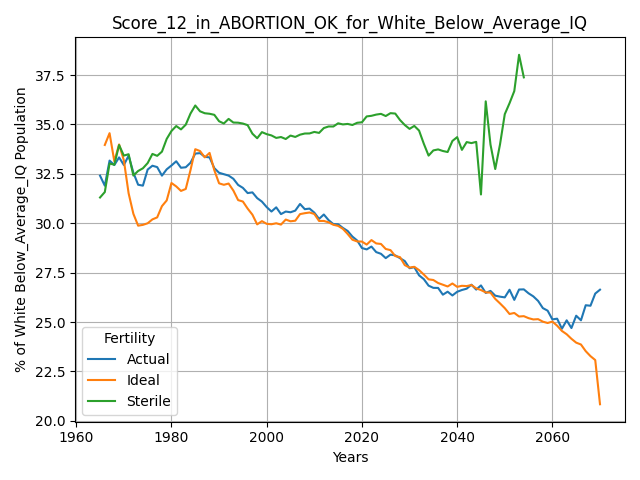 Score_12_in_ABORTION_OK_for_White_Below_Average_IQ
% of White Below_Average_IQ Population
37.5
35.0
32.5
30.0
27.5
25.0
22.5
20.0
Fertility
Actual
Ideal
Sterile
1960 1980 2000 2020 2040 2060
Years